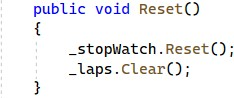 public void Reset()
{
    _stopWatch.Reset();
    _laps.Clear();
}